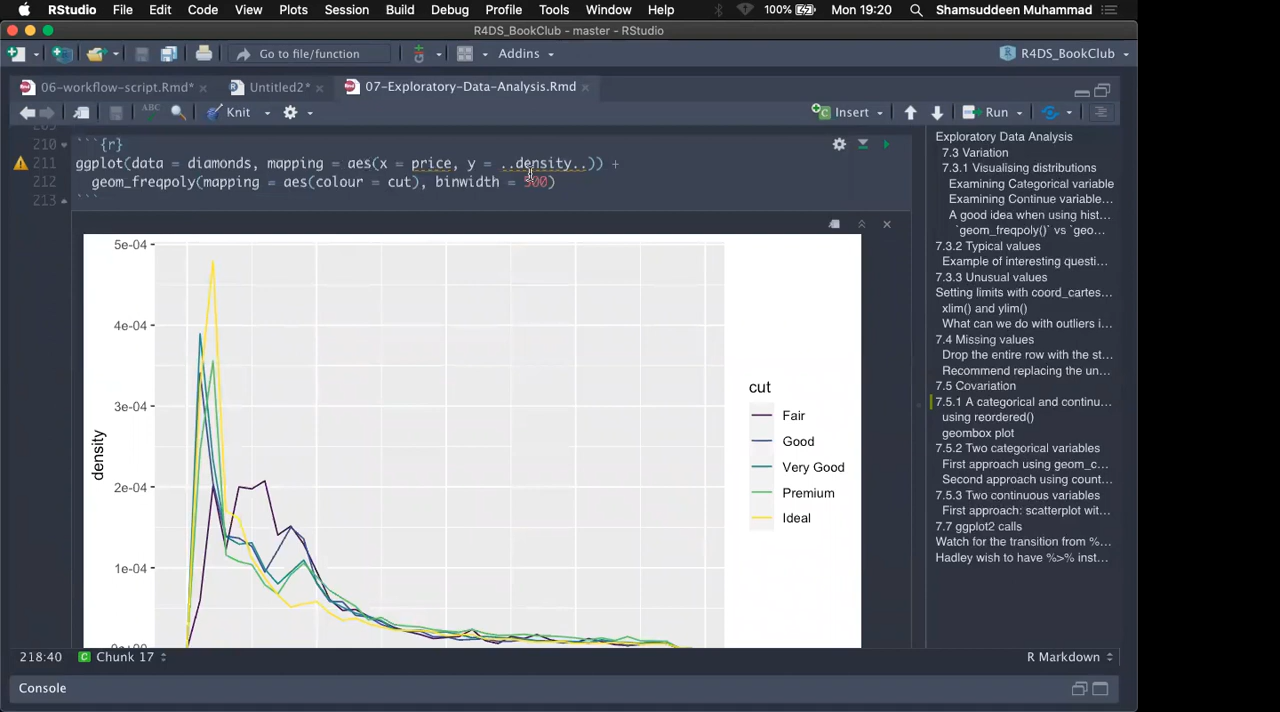 RStudio File Edit Code View Plots Session Build Debug Profile Tools Window Help 100% Mon 19:20 Shamsuddeen Muhammad
R4DS_BookClub - master - RStudio
Go to file/function Addins R4DS_BookClub
06-workflow-script.Rmd* Untitled2* 07-Exploratory-Data-Analysis.Rmd
ABC Knit Insert Run
210 ```{r}
211 ggplot(data = diamonds, mapping = aes(x = price, y = ..density..)) +
212 geom_freqpoly(mapping = aes(colour = cut), binwidth = 500)
213 ```
5e-04
4e-04
3e-04
2e-04
1e-04
0e+00
density
cut
Fair
Good
Very Good
Premium
Ideal
Exploratory Data Analysis
7.3 Variation
7.3.1 Visualising distributions
Examining Categorical variable
Examining Continue variable...
A good idea when using hist...
`geom_freqpoly()` vs `geo...
7.3.2 Typical values
Example of interesting questi...
7.3.3 Unusual values
Setting limits with coord_cartes...
xlim() and ylim()
What can we do with outliers i...
7.4 Missing values
Drop the entire row with the st...
Recommend replacing the un...
7.5 Covariation
7.5.1 A categorical and continu...
using reordered()
geombox plot
7.5.2 Two categorical variables
First approach using geom_c...
Second approach using count...
7.5.3 Two continuous variables
First approach: scatterplot wit...
7.7 ggplot2 calls
Watch for the transition from %...
Hadley wish to have %>% inst...
218:40 Chunk 17 R Markdown
Console